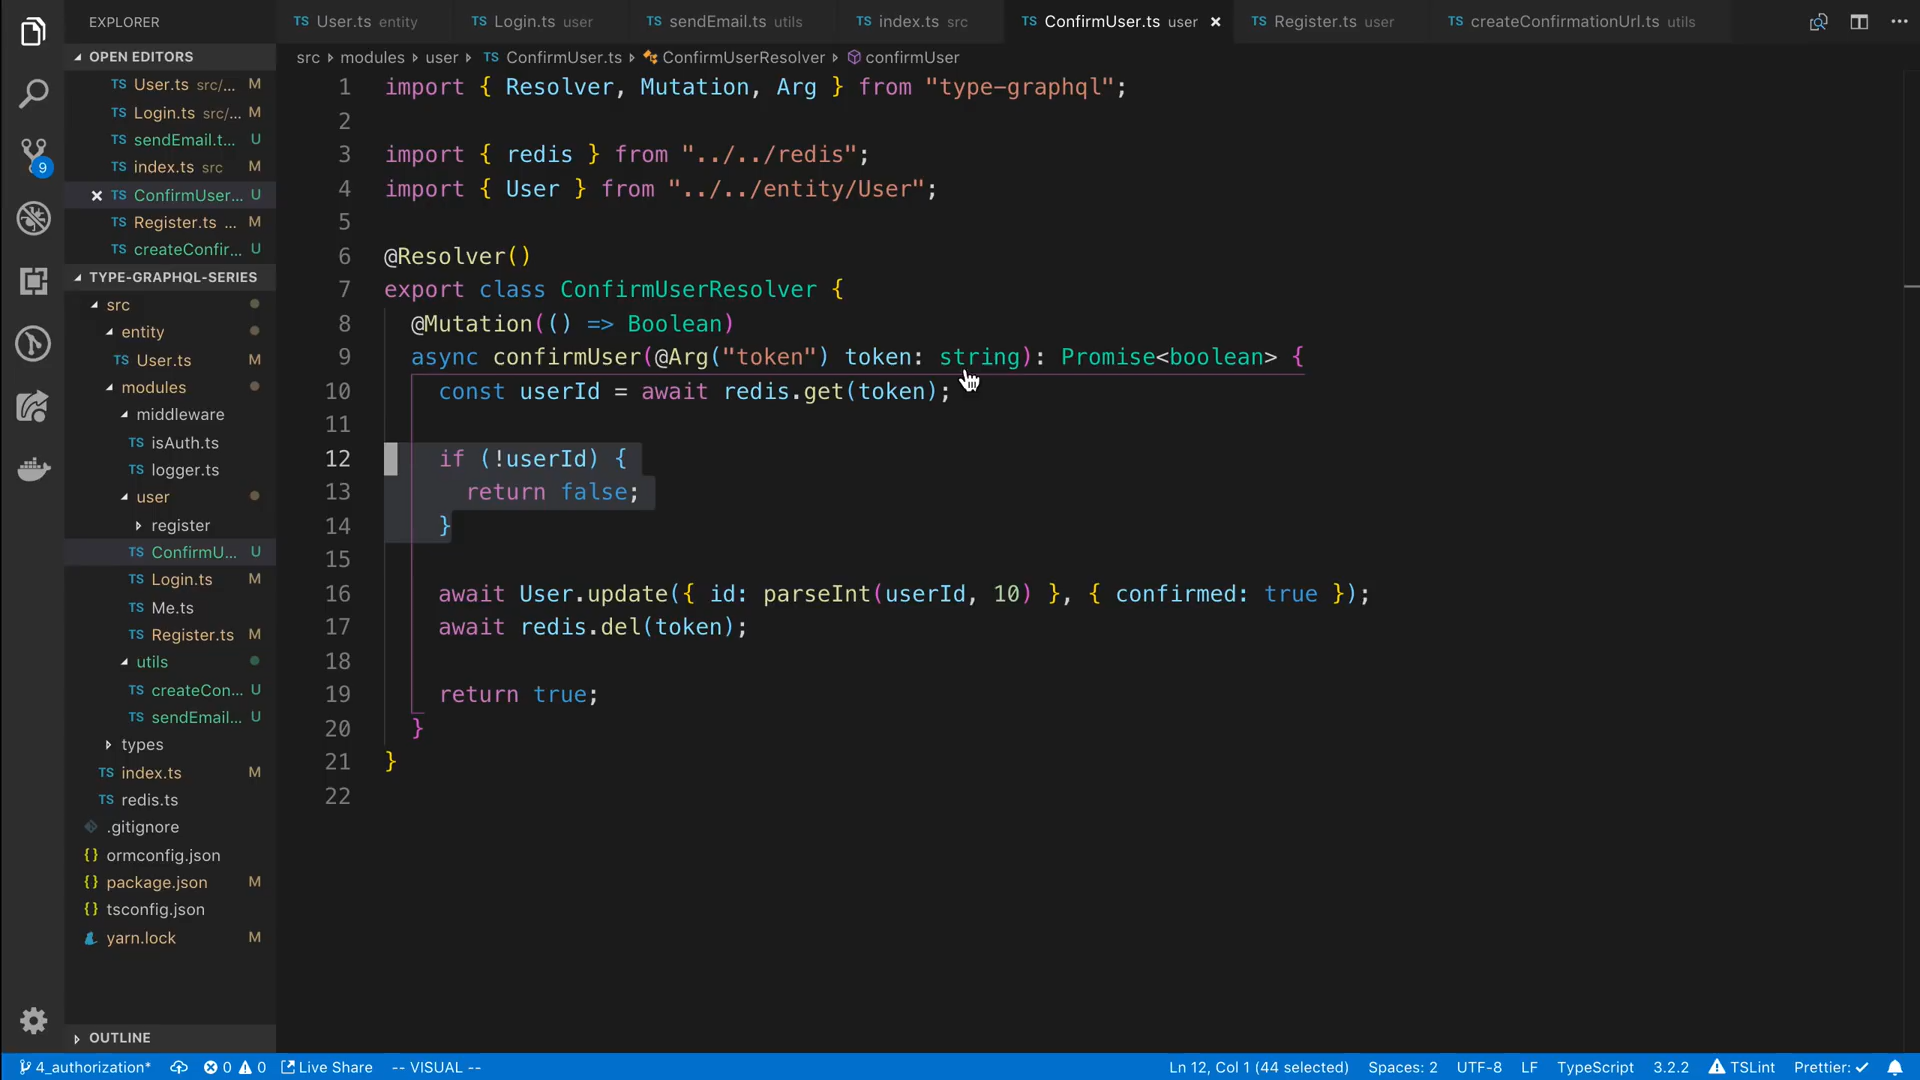 EXPLORER
OPEN EDITORS
TS User.ts src/... M
TS Login.ts src/... M
TS sendEmail.t... U
TS index.ts src M
TS ConfirmUser... U
TS Register.ts ... M
TS createConfir... U
TYPE-GRAPHQL-SERIES
src
entity
TS User.ts M
modules
middleware
TS isAuth.ts
TS logger.ts
user
register
TS ConfirmU... U
TS Login.ts M
TS Me.ts
TS Register.ts M
utils
TS createCon... U
TS sendEmail... U
types
TS index.ts M
TS redis.ts
.gitignore
{} ormconfig.json
{} package.json M
{} tsconfig.json
yarn.lock M
OUTLINE
9
TS User.ts entity TS Login.ts user TS sendEmail.ts utils TS index.ts src TS ConfirmUser.ts user TS Register.ts user TS createConfirmationUrl.ts utils
src modules user TS ConfirmUser.ts ConfirmUserResolver confirmUser
1 import { Resolver, Mutation, Arg } from "type-graphql";
2
3 import { redis } from "../../redis";
4 import { User } from "../../entity/User";
5
6 @Resolver()
7 export class ConfirmUserResolver {
8 @Mutation(() => Boolean)
9 async confirmUser(@Arg("token") token: string): Promise<boolean> {
10 const userId = await redis.get(token);
11
12 if (!userId) {
13 return false;
14 }
15
16 await User.update({ id: parseInt(userId, 10) }, { confirmed: true });
17 await redis.del(token);
18
19 return true;
20 }
21 }
22
4_authorization* 0 0 Live Share -- VISUAL -- Ln 12, Col 1 (44 selected) Spaces: 2 UTF-8 LF TypeScript 3.2.2 TSLint Prettier: ✓